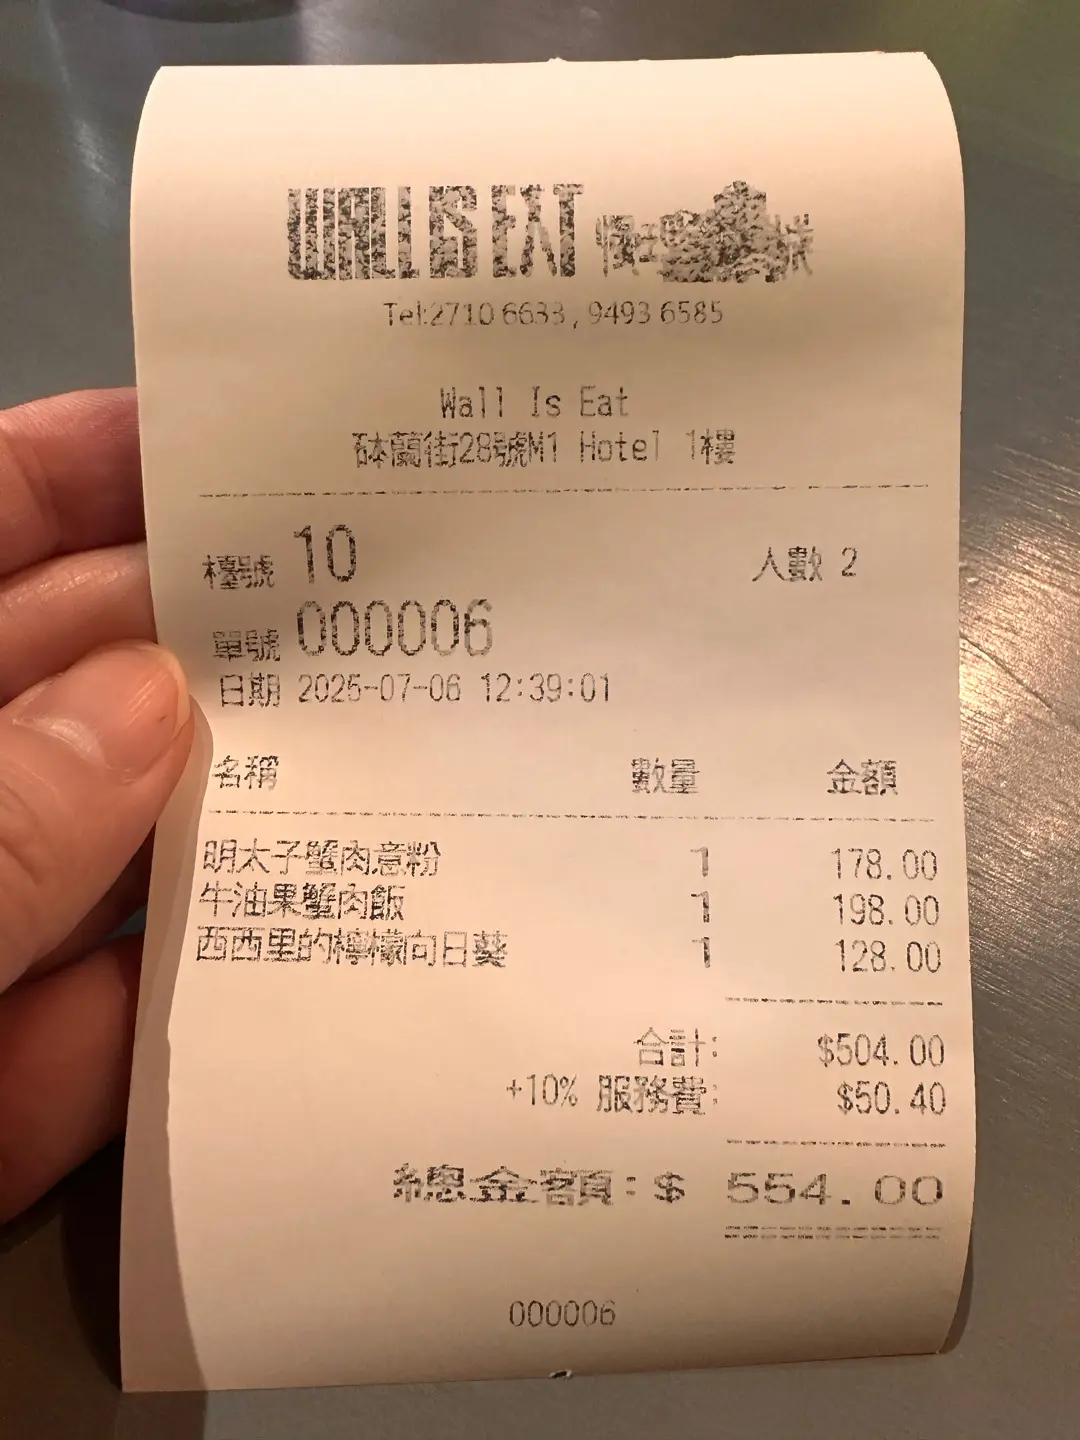 WALL IS EAT
Tel:2710 6633 , 9493 6585
Wall Is Eat
砵蘭街28號M1 Hotel 1樓
檯號 10 人數 2
單號 000006
日期 2025-07-06 12:39:01
名稱 數量 金額
明太子蟹肉意粉 1 178.00
牛油果蟹肉飯 1 198.00
西西里的檸檬向日葵 1 128.00
合計: $504.00
+10% 服務費: $50.40
總金額:$ 554.00
000006